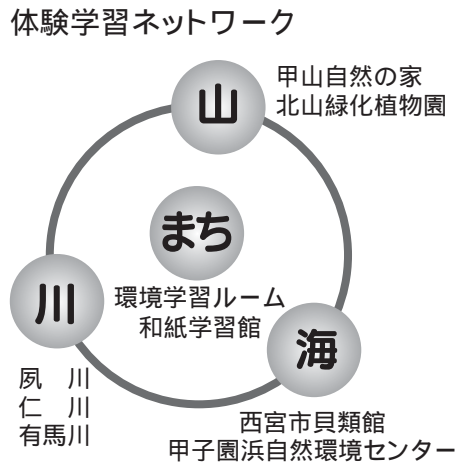 体験学習ネットワーク
山
甲山自然の家
北山緑化植物園
まち
環境学習ルーム
和紙学習館
川
夙　川
仁　川
有馬川
海
西宮市貝類館
甲子園浜自然環境センター